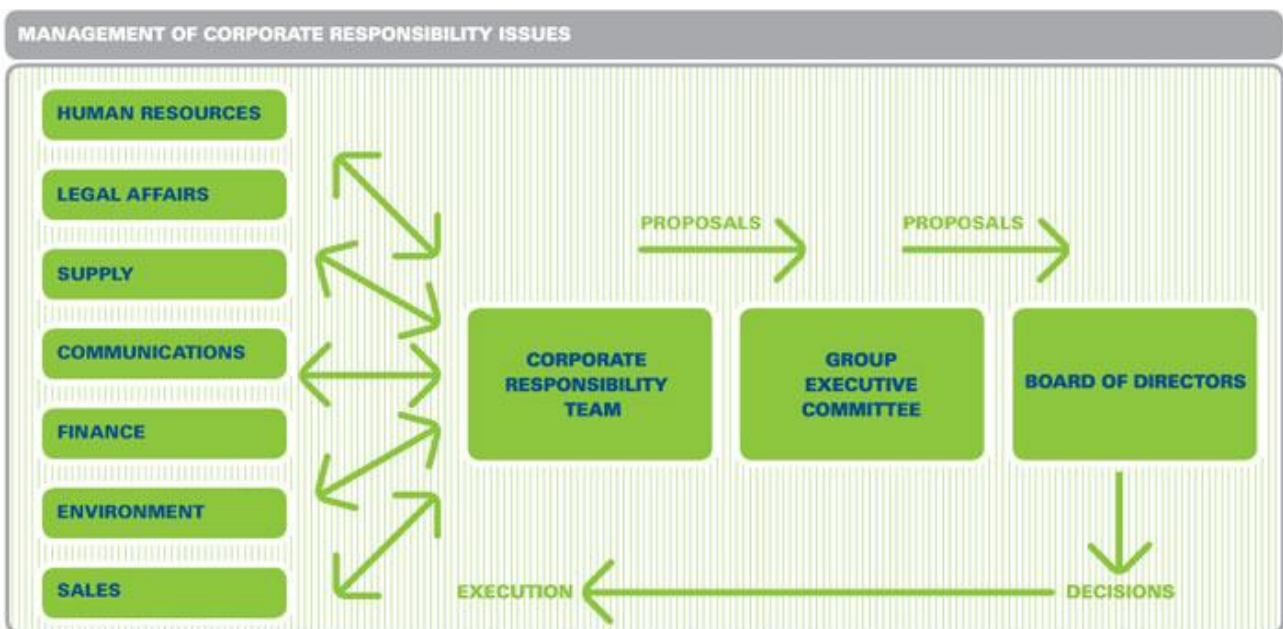 MANAGEMENT OF CORPORATE RESPONSIBILITY ISSUES
HUMAN RESOURCES
LEGAL AFFAIRS
SUPPLY
COMMUNICATIONS
FINANCE
ENVIRONMENT
SALES
PROPOSALS
PROPOSALS
CORPORATE
RESPONSIBILITY
TEAM
GROUP
EXECUTIVE
COMMITTEE
BOARD OF DIRECTORS
EXECUTION
DECISIONS